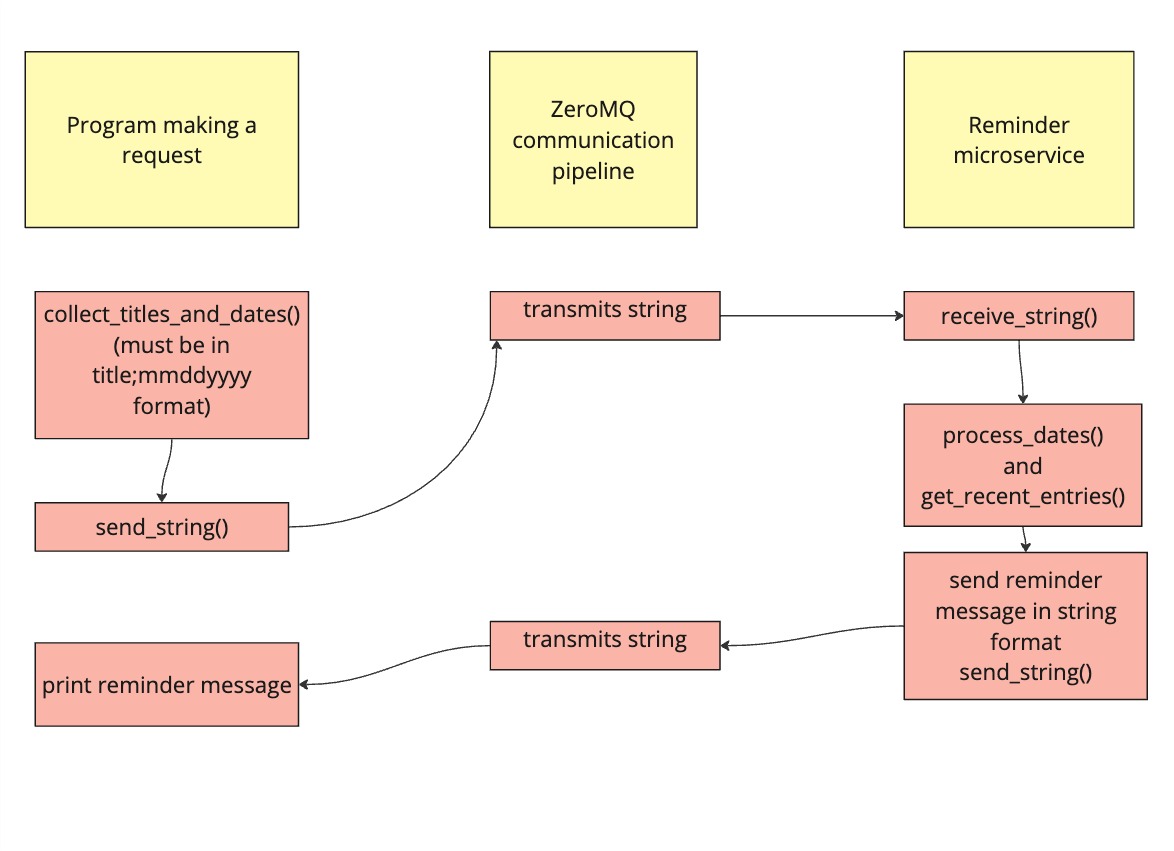 Program making a
request
ZeroMQ
communication
pipeline
Reminder
microservice
collect_titles_and_dates()
(must be in
title;mmddyyyy
format)
send_string()
transmits string
receive_string()
process_dates()
and
get_recent_entries()
send reminder
message in string
format
send_string()
transmits string
print reminder message